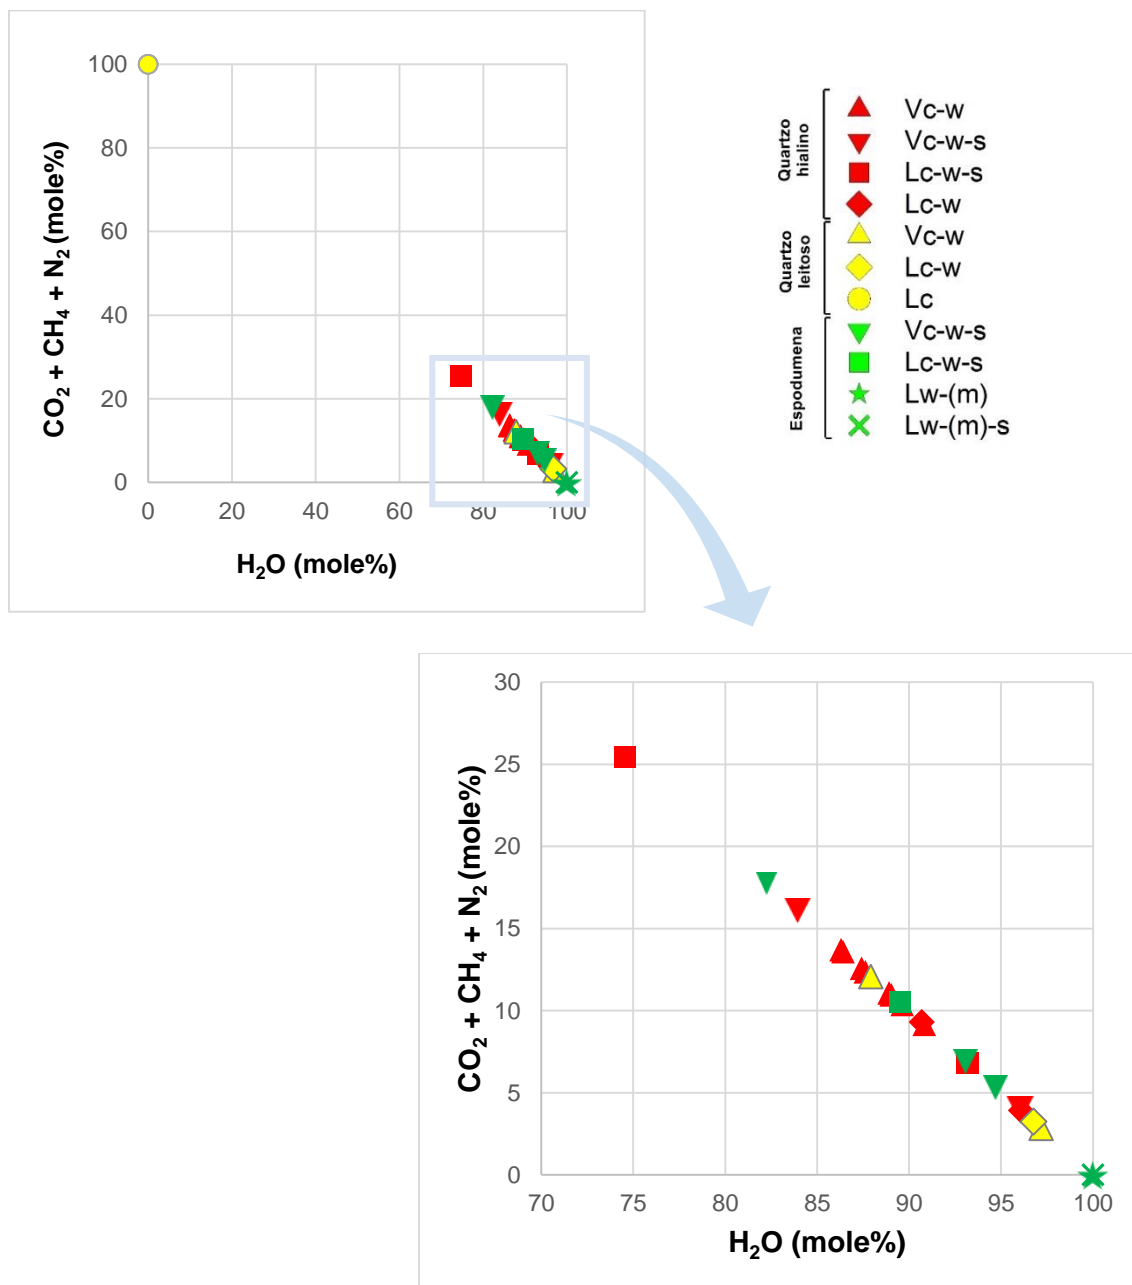 100
80
60
40
20
0
CO₂ + CH₄ + N₂ (mole%)
0 20 40 60 80 100
H₂O (mole%)
Quartzo hialino
Vc-w
Vc-w-s
Lc-w-s
Lc-w
Quartzo leitoso
Vc-w
Lc-w
Lc
Espodumena
Vc-w-s
Lc-w-s
Lw-(m)
Lw-(m)-s
30
25
20
15
10
5
0
CO₂ + CH₄ + N₂ (mole%)
70 75 80 85 90 95 100
H₂O (mole%)